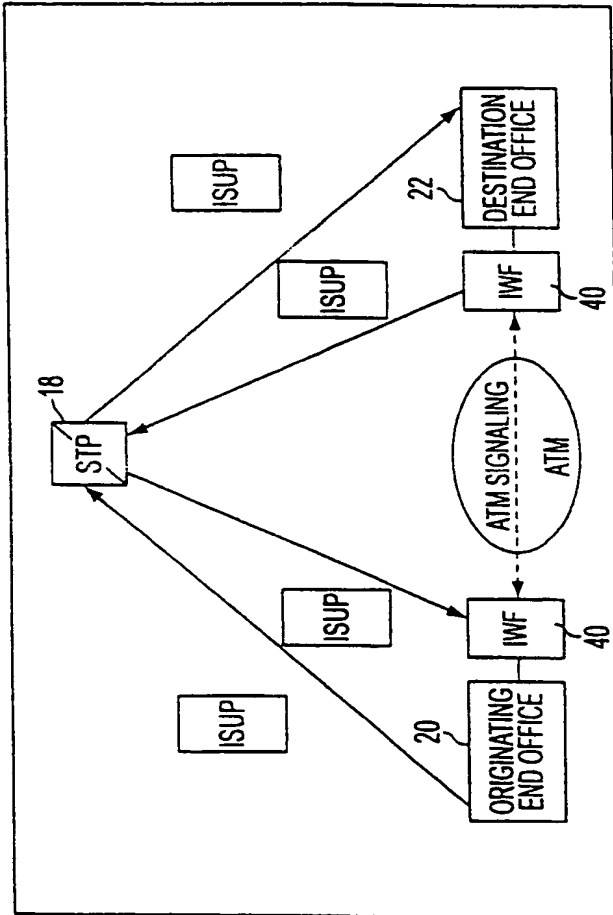 18
STP
ISUP
ISUP
ISUP
ISUP
20
ORIGINATING
END OFFICE
IWF
40
ATM SIGNALING
ATM
IWF
40
22
DESTINATION
END OFFICE